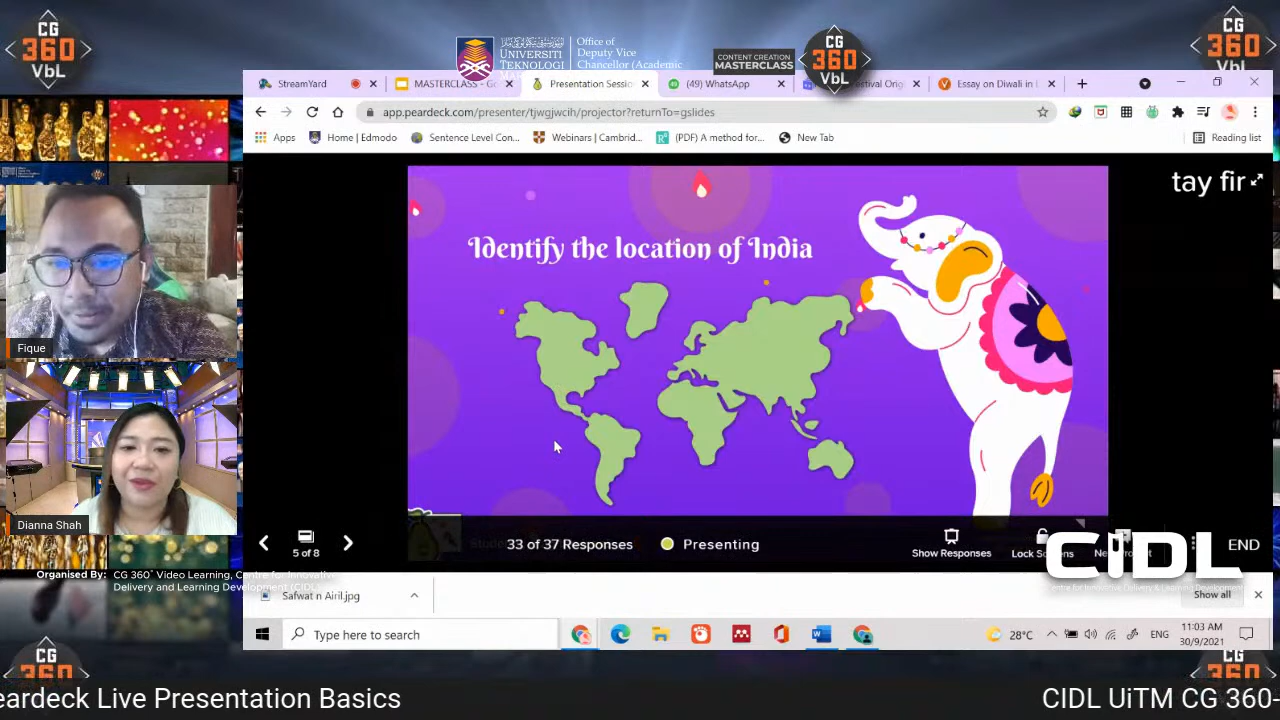 CG
360
VbL
UNIVERSITI
TEKNOLOGI
Office of
Deputy Vice
Chancellor (Academic
CONTENT CREATION
MASTERCLASS
CG
360
VbL
CG
360
StreamYard
MASTERCLASS - Go
Presentation Sessio
(49) WhatsApp
Essay on Diwali in
app.peardeck.com/presenter/tjwgjwcih/projector?returnTo=gslides
Apps
Home | Edmodo
Sentence Level Con...
Webinars | Cambrid...
(PDF) A method for...
New Tab
Reading list
tay fir
Identify the location of India
Fique
Dianna Shah
5 of 8
33 of 37 Responses
Presenting
Show Responses
Lock Screens
END
CIDL
Organised By:
CG 360° Video Learning, Centre for Innovative
Delivery and Learning Development (CIDL)
Safwat n Airil.jpg
Show all
Type here to search
28°C
ENG
11:03 AM
30/9/2021
CG
360
CG
360
eardeck Live Presentation Basics
CIDL UiTM CG 360-